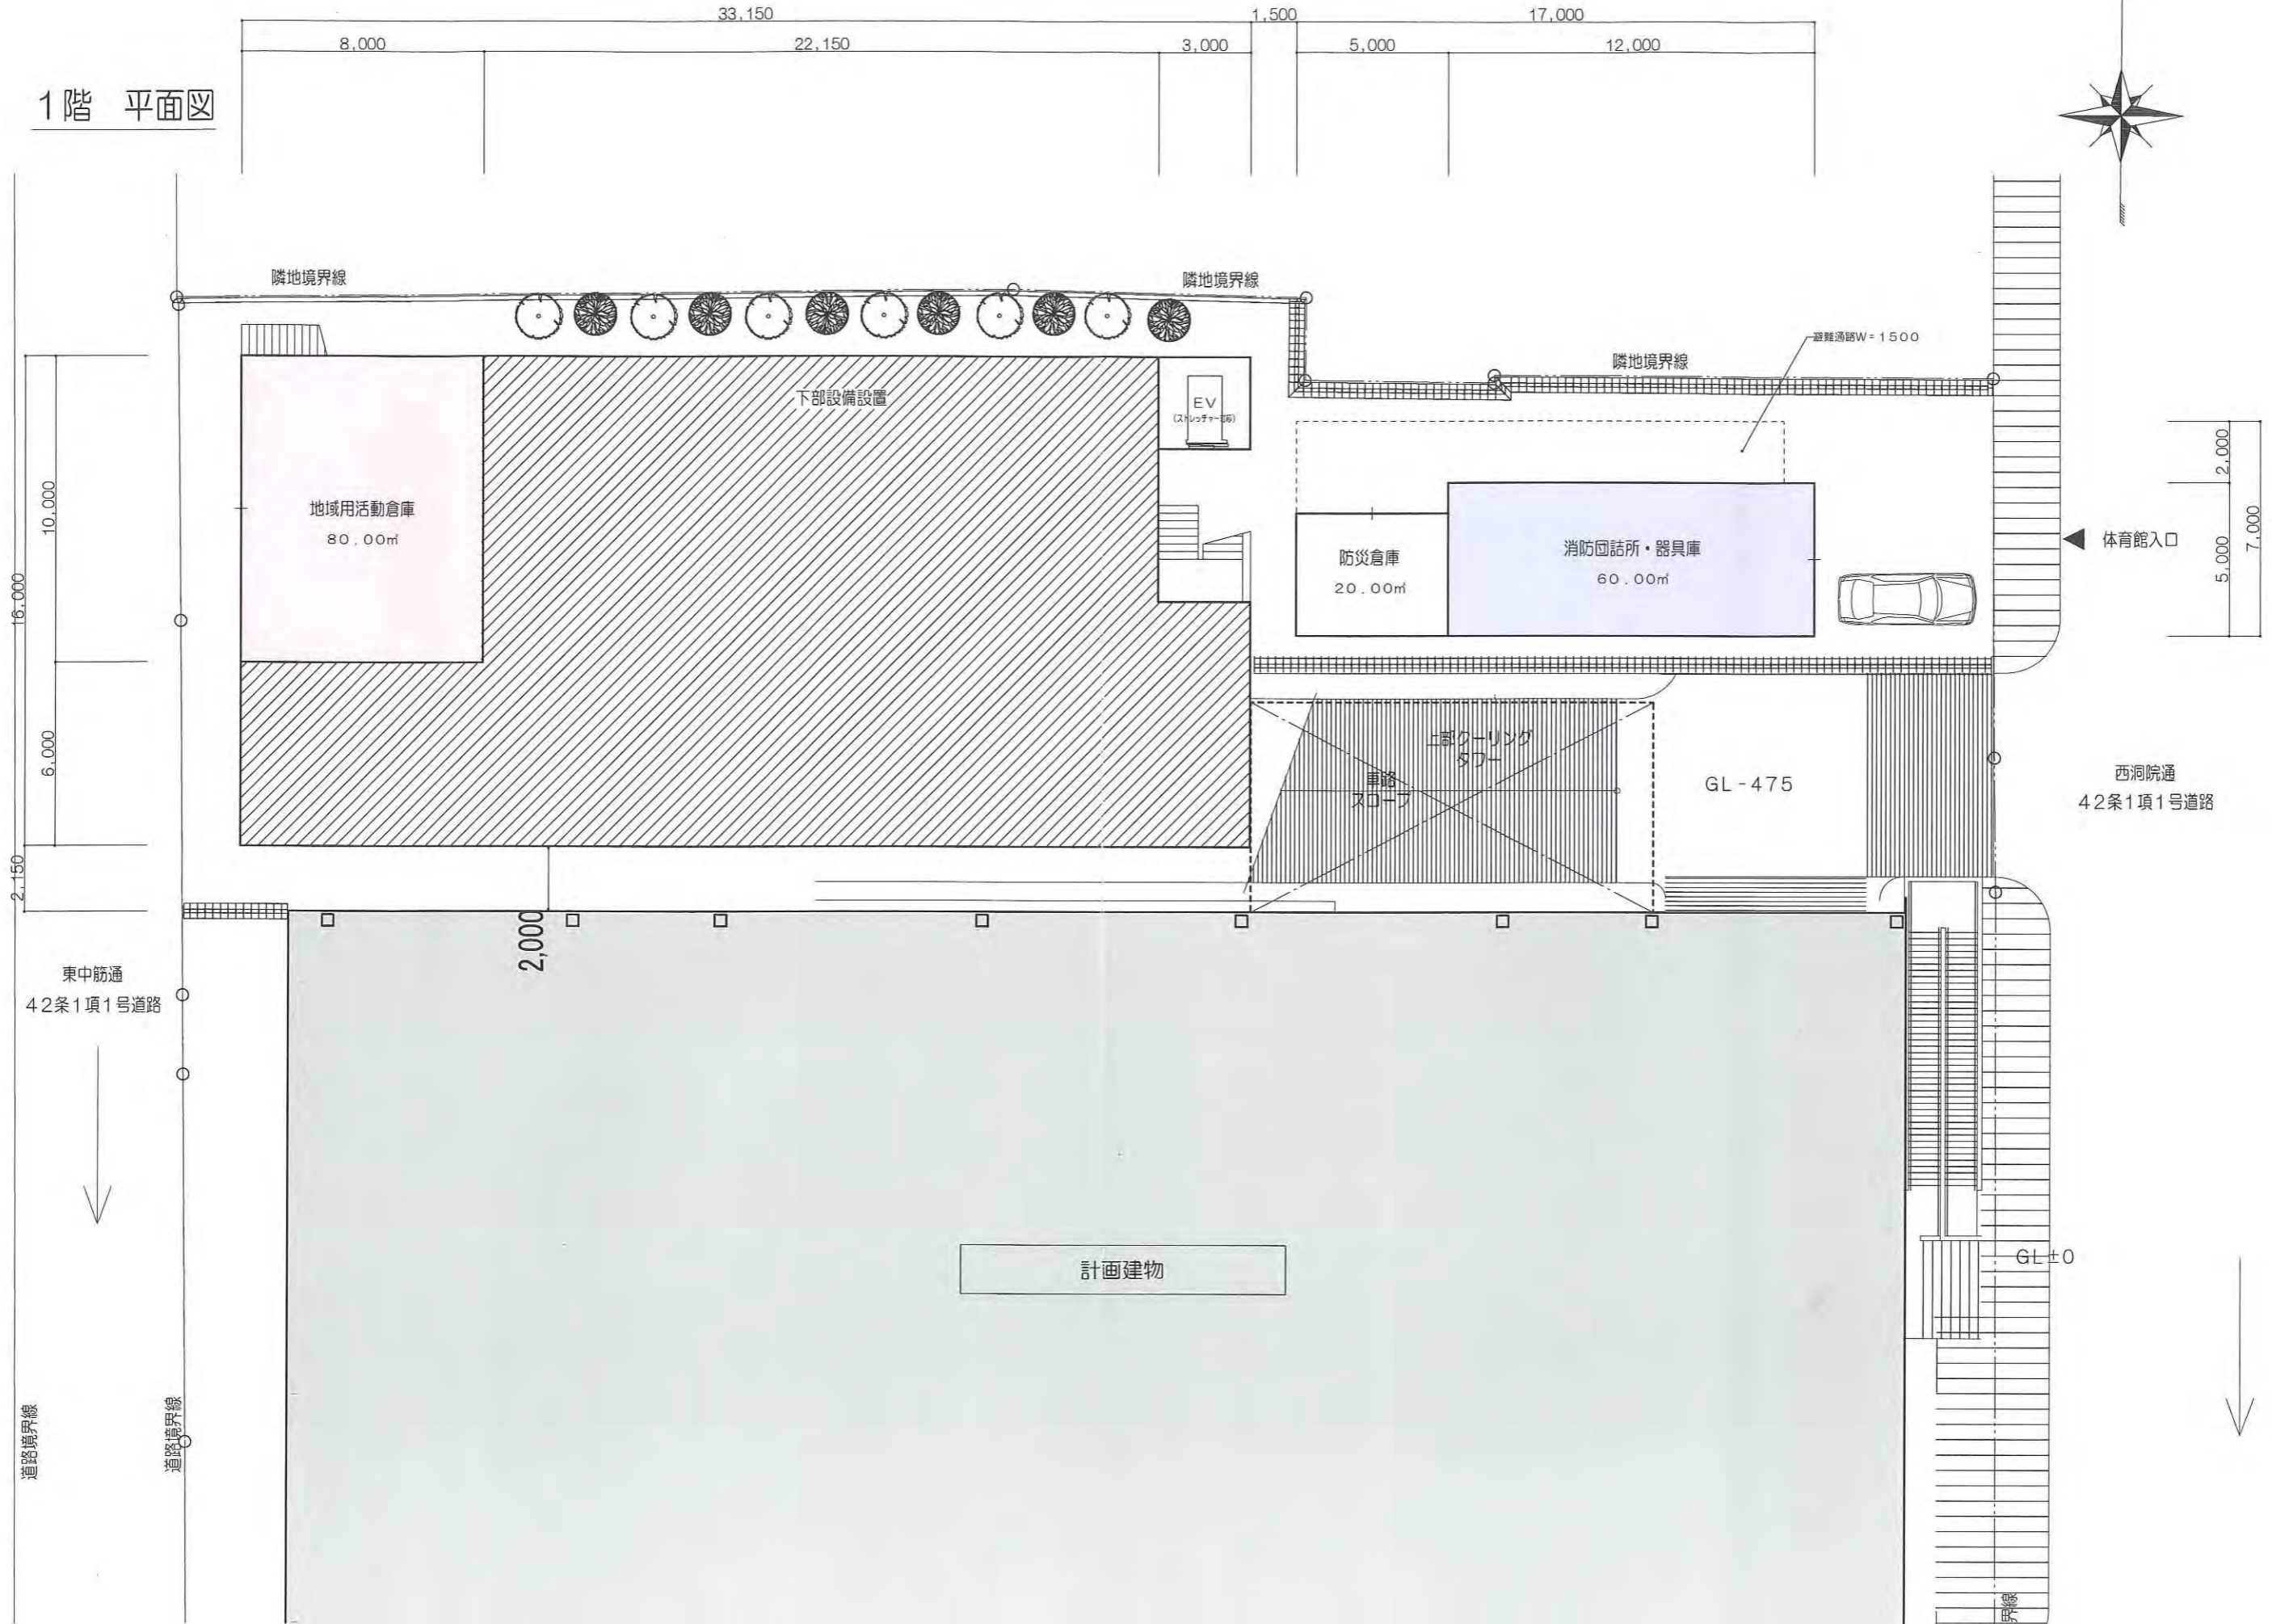 33,150
1,500
17,000
8,000
22,150
3,000
5,000
12,000
1階 平面図
隣地境界線
隣地境界線
避難通路W=1500
隣地境界線
下部設備設置
EV
地域用活動倉庫
80.00㎡
防災倉庫
20.00㎡
消防団詰所・器具庫
60.00㎡
体育館入口
2,000
5,000
7,000
10,000
16,000
6,000
2,150
上部クーリング
タワー
車路
スロープ
GL-475
西洞院通
42条1項1号道路
2,000
東中筋通
42条1項1号道路
計画建物
GL±0
道路境界線
道路境界線
界線